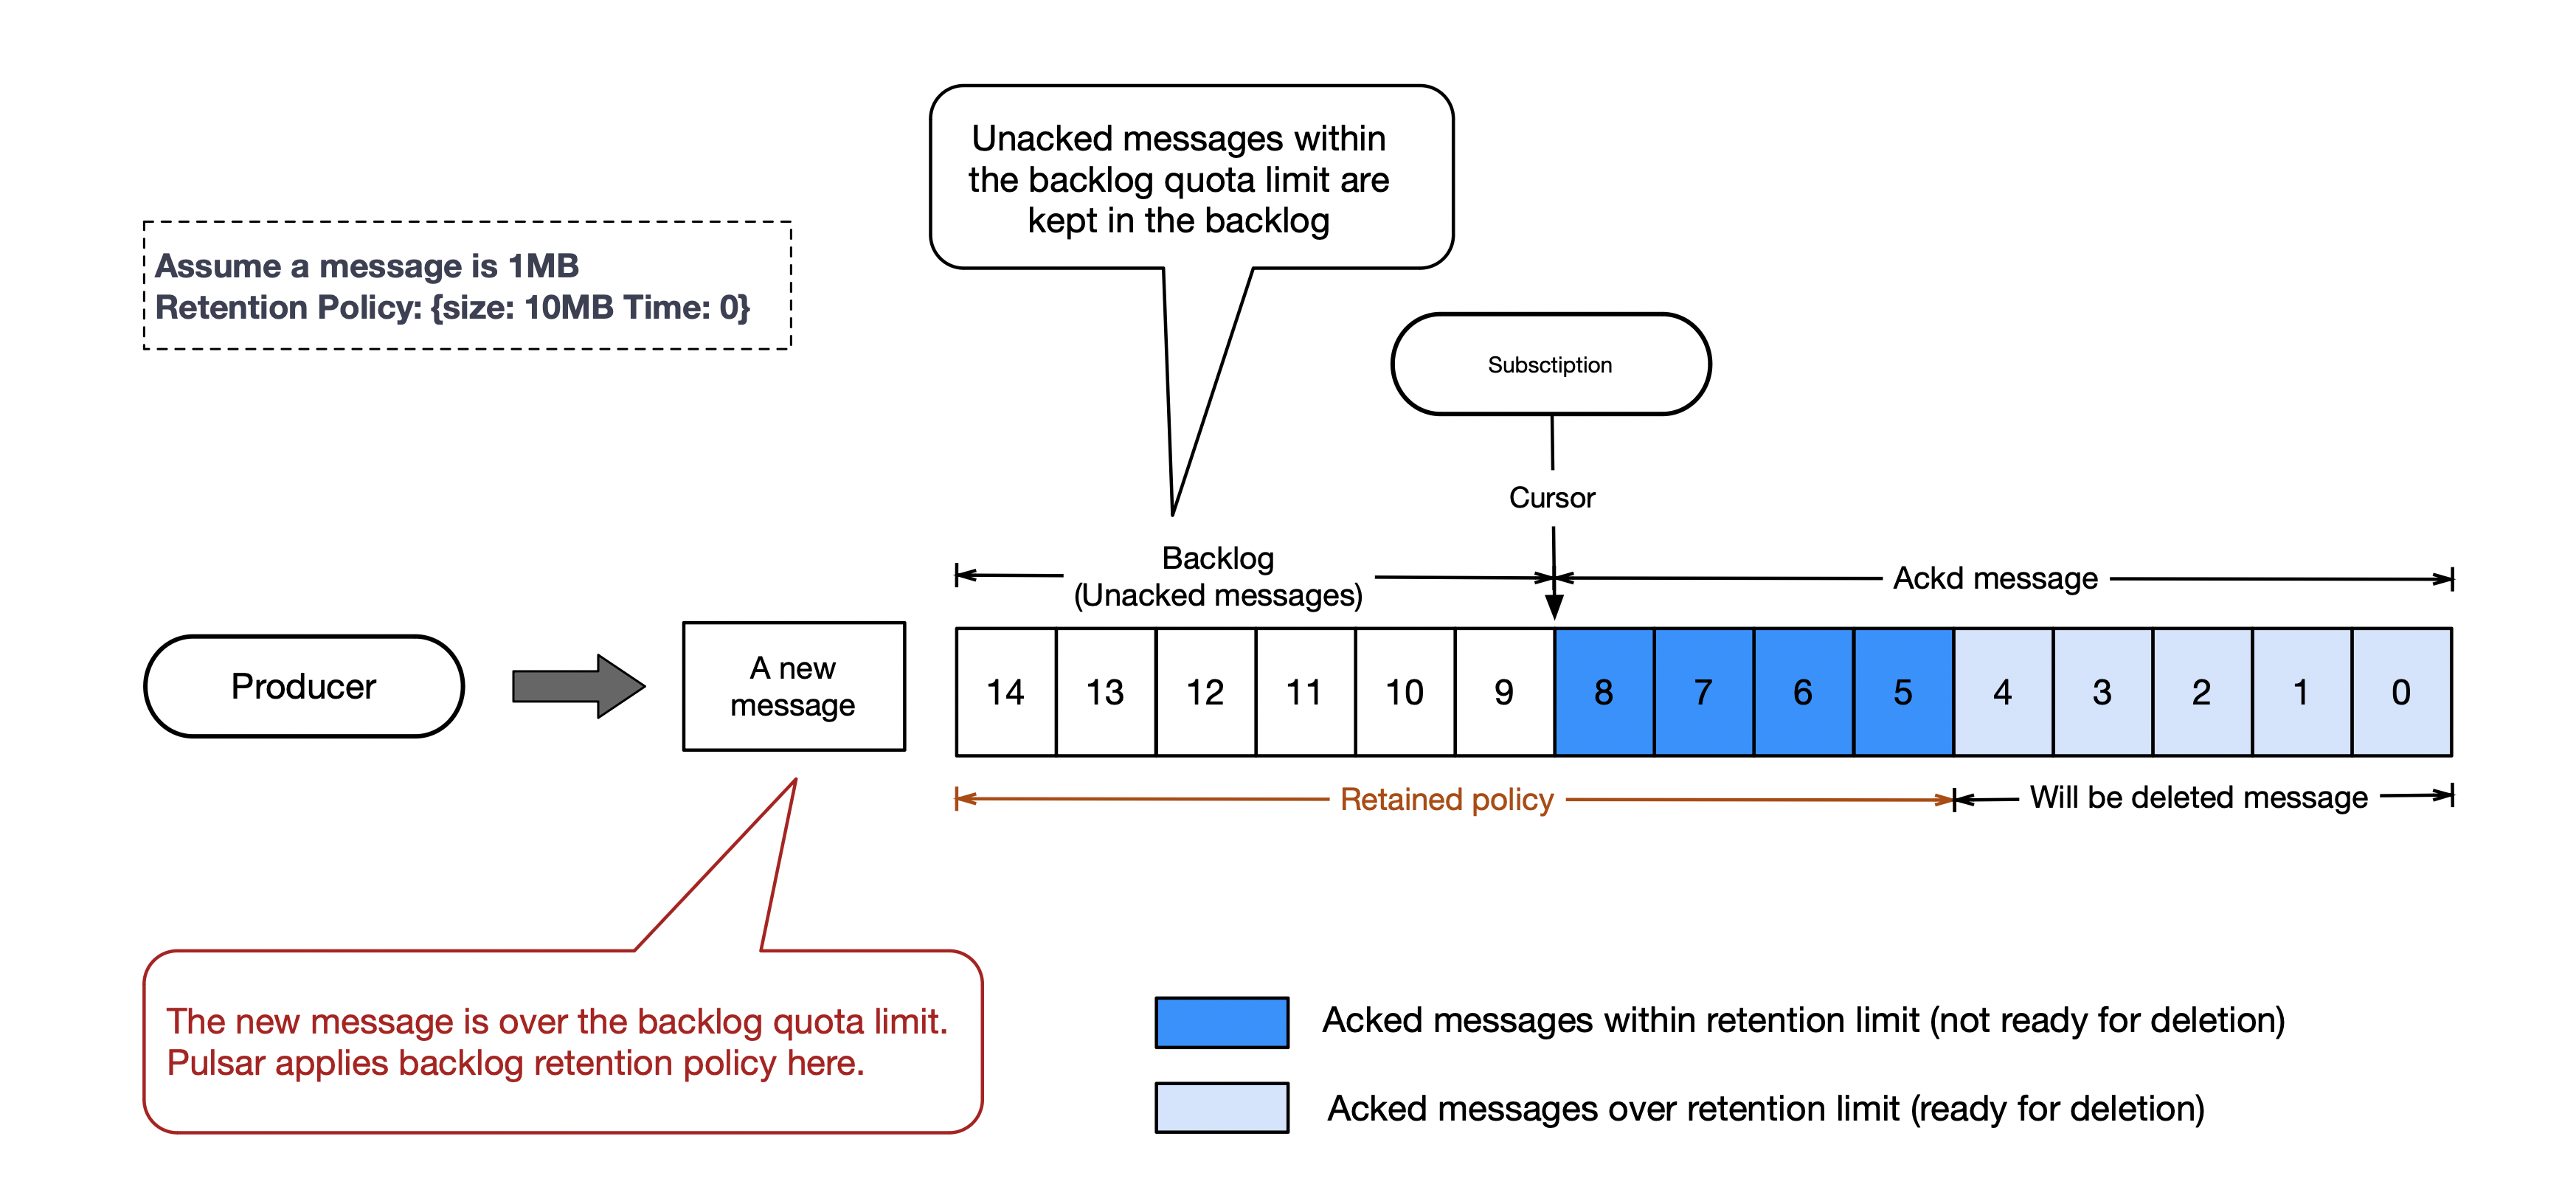 Unacked messages within
the backlog quota limit are
kept in the backlog
Assume a message is 1MB
Retention Policy: {size: 10MB Time: 0}
Subsctiption
Cursor
Backlog
(Unacked messages)
Ackd message
Producer
A new
message
14 13 12 11 10 9 8 7 6 5 4 3 2 1 0
Retained policy
Will be deleted message
The new message is over the backlog quota limit.
Pulsar applies backlog retention policy here.
Acked messages within retention limit (not ready for deletion)
Acked messages over retention limit (ready for deletion)